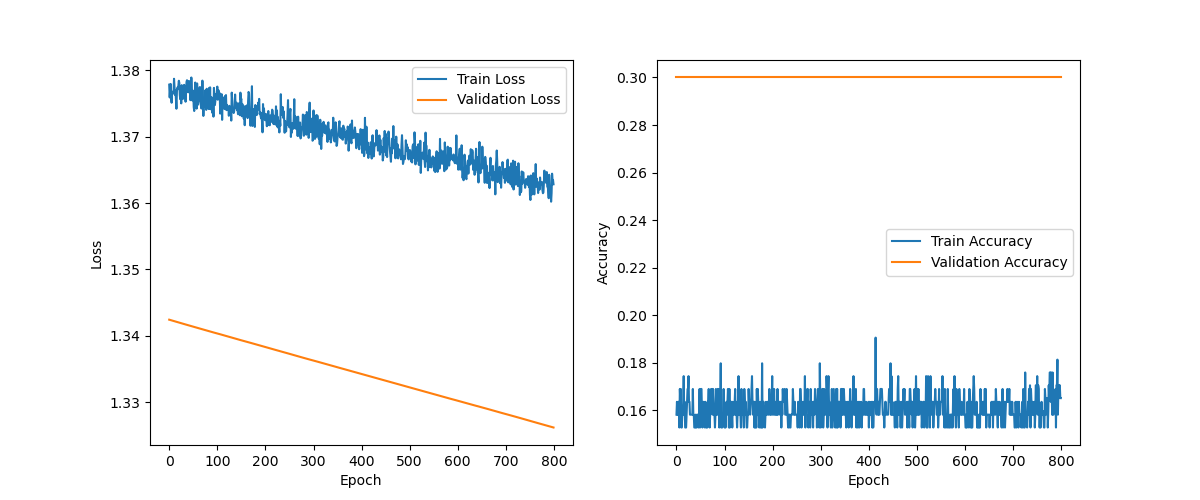 1.38
1.37
1.36
1.35
1.34
1.33
Loss
0 100 200 300 400 500 600 700 800
Epoch
Train Loss
Validation Loss
0.30
0.28
0.26
0.24
0.22
0.20
0.18
0.16
Accuracy
0 100 200 300 400 500 600 700 800
Epoch
Train Accuracy
Validation Accuracy